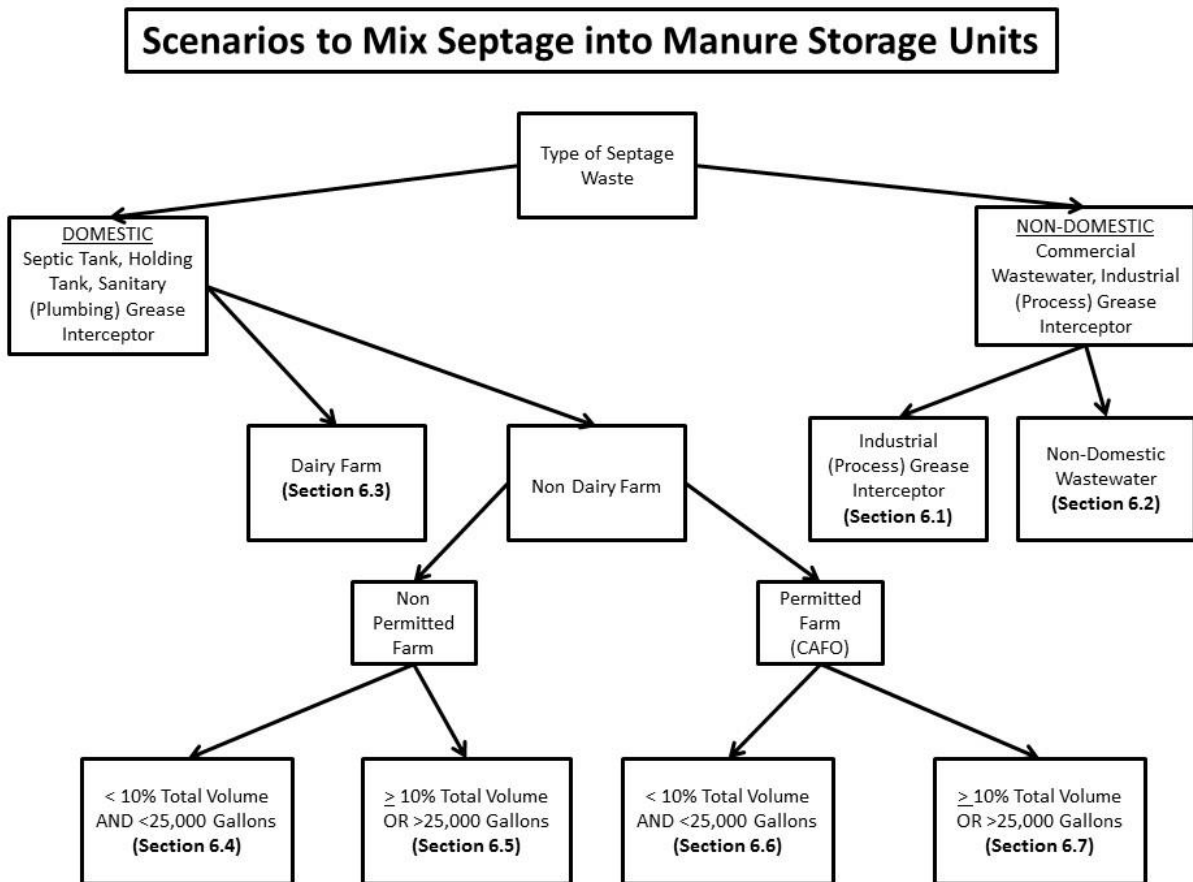 Scenarios to Mix Septage into Manure Storage Units
Type of Septage
Waste
DOMESTIC
Septic Tank, Holding
Tank, Sanitary
(Plumbing) Grease
Interceptor
NON-DOMESTIC
Commercial
Wastewater, Industrial
(Process) Grease
Interceptor
Dairy Farm
(Section 6.3)
Non Dairy Farm
Industrial
(Process) Grease
Interceptor
(Section 6.1)
Non-Domestic
Wastewater
(Section 6.2)
Non
Permitted
Farm
Permitted
Farm
(CAFO)
< 10% Total Volume
AND <25,000 Gallons
(Section 6.4)
> 10% Total Volume
OR >25,000 Gallons
(Section 6.5)
< 10% Total Volume
AND <25,000 Gallons
(Section 6.6)
> 10% Total Volume
OR >25,000 Gallons
(Section 6.7)